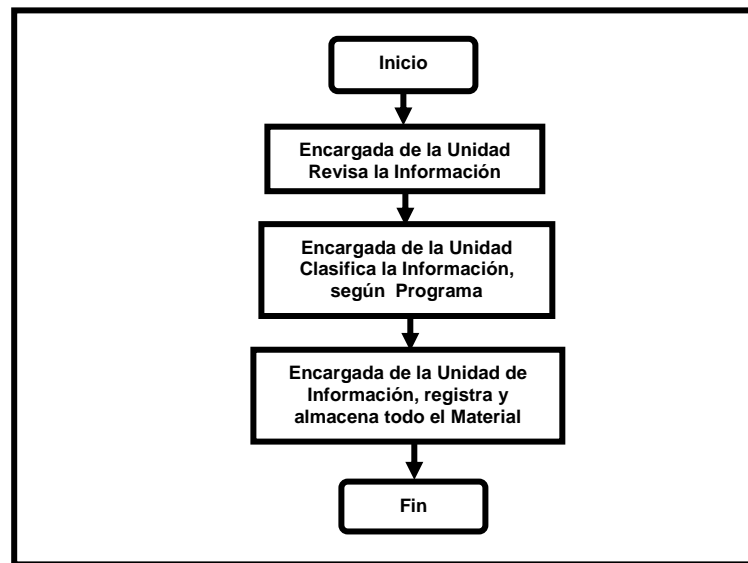 Inicio
Encargada de la Unidad
Revisa la Información
Encargada de la Unidad
Clasifica la Información,
según Programa
Encargada de la Unidad de
Información, registra y
almacena todo el Material
Fin